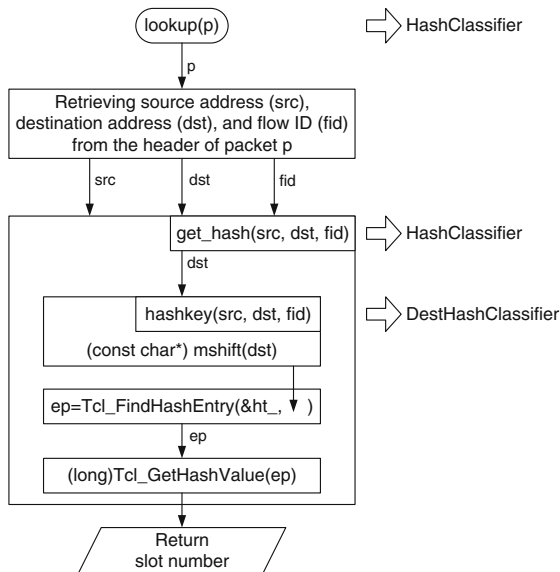 lookup(p)
HashClassifier
p
Retrieving source address (src),
destination address (dst), and flow ID (fid)
from the header of packet p
src
dst
fid
get_hash(src, dst, fid)
HashClassifier
dst
hashkey(src, dst, fid)
DestHashClassifier
(const char*) mshift(dst)
ep=Tcl_FindHashEntry(&ht_, )
ep
(long)Tcl_GetHashValue(ep)
Return
slot number